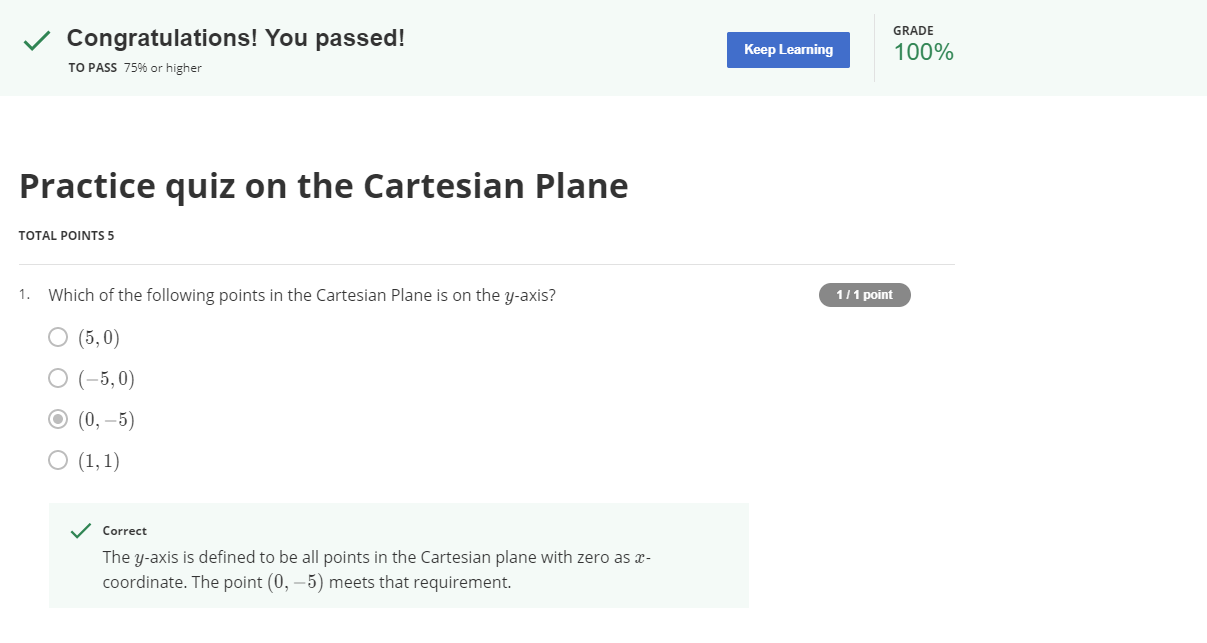 Congratulations! You passed!
TO PASS 75% or higher
Keep Learning
GRADE
100%
Practice quiz on the Cartesian Plane
TOTAL POINTS 5
1. Which of the following points in the Cartesian Plane is on the y-axis?
1 / 1 point
(5, 0)
(−5, 0)
(0, −5)
(1, 1)
Correct
The y-axis is defined to be all points in the Cartesian plane with zero as x-
coordinate. The point (0, −5) meets that requirement.